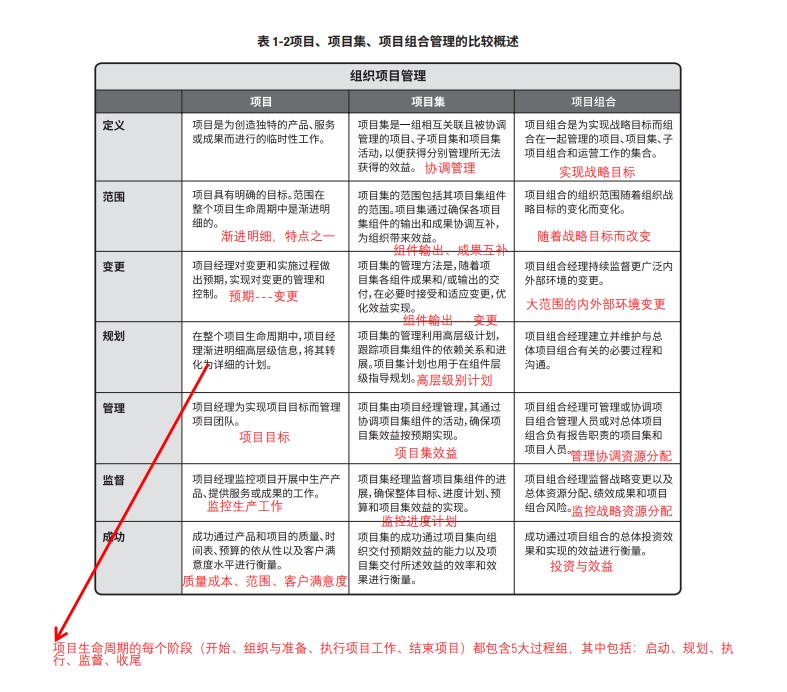 表 1-2项目、项目集、项目组合管理的比较概述
组织项目管理
项目
项目集
项目组合
定义
项目是为创造独特的产品、服务
或成果而进行的临时性工作。
项目集是一组相互关联且被协调
管理的项目、子项目集和项目集
活动，以便获得分别管理所无法
获得的效益。 协调管理
项目组合是为实现战略目标而组
合在一起管理的项目、项目集、子
项目组合和运营工作的集合。
实现战略目标
范围
项目具有明确的目标。范围在
整个项目生命周期中是渐进明
细的。
渐进明细，特点之一
项目集的范围包括其项目集组件
的范围。项目集通过确保各项目
集组件的输出和成果协调互补，
为组织带来效益。
组件输出、成果互补
项目组合的组织范围随着组织战
略目标的变化而变化。
随着战略目标而改变
变更
项目经理对变更和实施过程做
出预期，实现对变更的管理和
控制。 预期---变更
项目集的管理方法是，随着项
目集各组件成果和/或输出的交
付，在必要时接受和适应变更，优
化效益实现。
组件输出---变更
项目组合经理持续监督更广泛内
外部环境的变更。
大范围的内外部环境变更
规划
在整个项目生命周期中，项目经
理渐进明细高层级信息，将其转
化为详细的计划。
项目集的管理利用高层级计划，
跟踪项目集组件的依赖关系和进
展。项目集计划也用于在组件层
级指导规划。 高层级别计划
项目组合经理建立并维护与总
体项目组合有关的必要过程和
沟通。
管理
项目经理为实现项目目标而管理
项目团队。
项目目标
项目集由项目经理管理，其通过
协调项目集组件的活动，确保项
目集效益按预期实现。
项目集效益
项目组合经理可管理或协调项
目组合管理人员或对总体项目
组合负有报告职责的项目集和
项目人员。 管理协调资源分配
监督
项目经理监控项目开展中生产产
品、提供服务或成果的工作。
监控生产工作
项目集经理监督项目集组件的进
展，确保整体目标、进度计划、预
算和项目集效益的实现。
监控进度计划
项目组合经理监督战略变更以及
总体资源分配、绩效成果和项目
组合风险。 监控战略资源分配
成功
成功通过产品和项目的质量、时
间表、预算的依从性以及客户满
意度水平进行衡量。
质量成本、范围、客户满意度
项目集的成功通过项目集向组
织交付预期效益的能力以及项
目集交付所述效益的效率和效
果进行衡量。
成功通过项目组合的总体投资效
果和实现的效益进行衡量。
投资与效益
项目生命周期的每个阶段（开始、组织与准备、执行项目工作、结束项目）都包含5大过程组，其中包括：启动、规划、执
行、监督、收尾